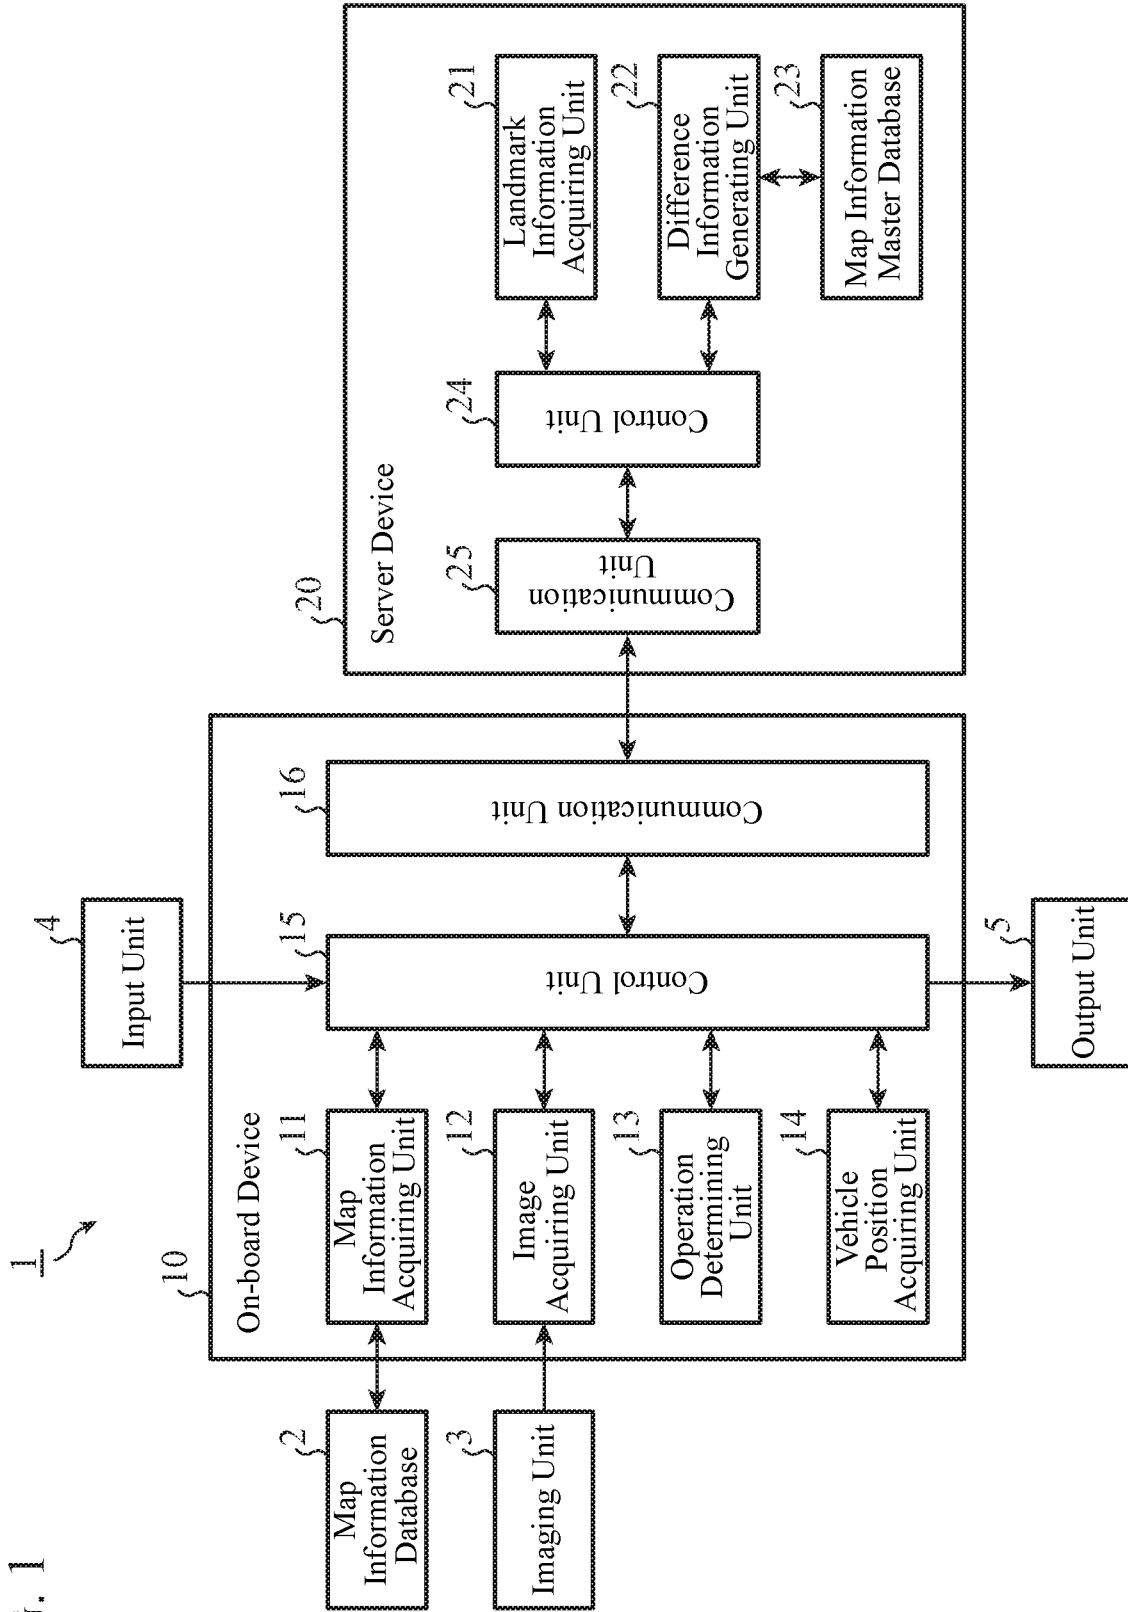 1
4
Input Unit
10
On-board Device
2
Map
Information
Database
11
Map
Information
Acquiring Unit
3
Imaging Unit
12
Image
Acquiring Unit
13
Operation
Determining
Unit
14
Vehicle
Position
Acquiring Unit
15
Control Unit
16
Communication Unit
5
Output Unit
20
Server Device
25
Communication
Unit
24
Control Unit
21
Landmark
Information
Acquiring Unit
22
Difference
Information
Generating Unit
23
Map Information
Master Database